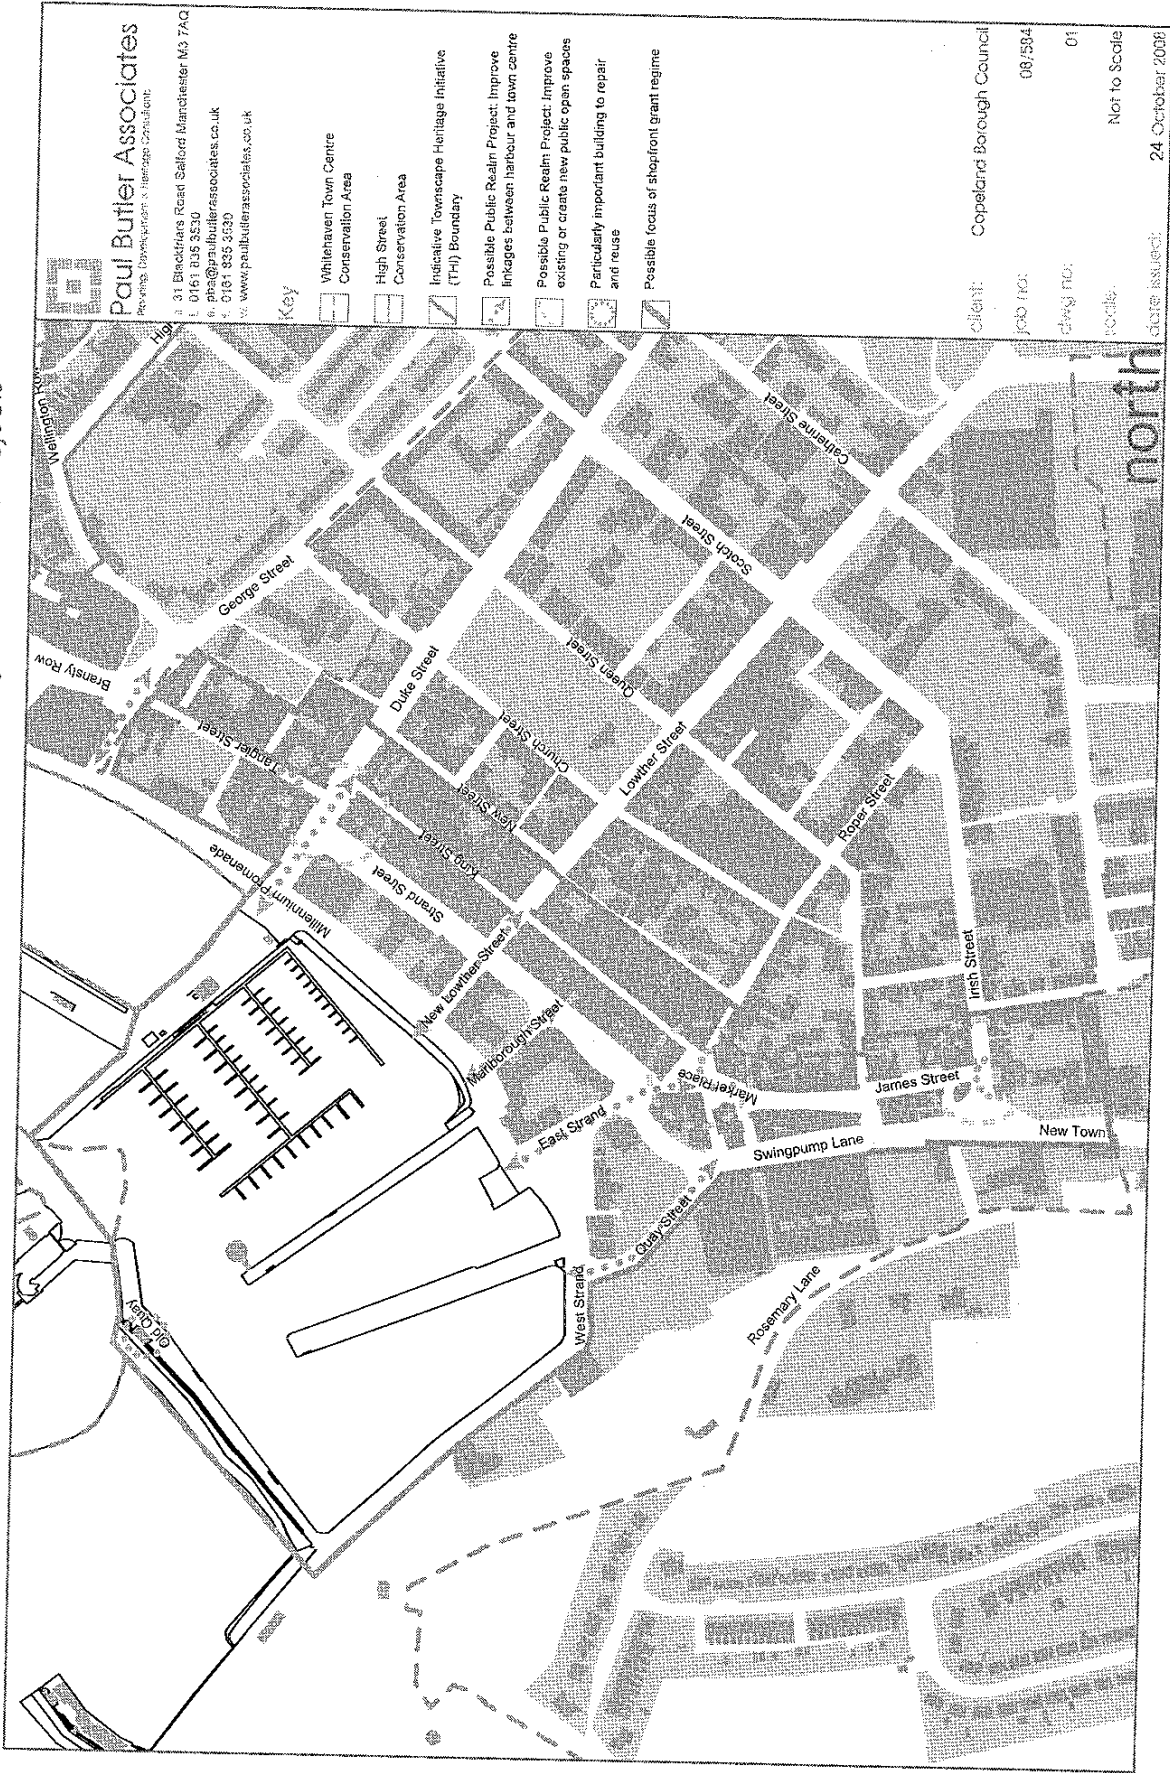 Paul Butler Associates
31 Blackfriars Road Salford Manchester M3 7AQ
0161 835 3530
pba@paulbutlerassociates.co.uk
0161 835 3530
www.paulbutlerassociates.co.uk
Key
Whitehaven Town Centre
Conservation Area
High Street
Conservation Area
Indicative Townscape Heritage Initiative
(THI) Boundary
Possible Public Realm Project: Improve
linkages between harbour and town centre
Possible Public Realm Project: Improve
existing or create new public open spaces
Particularly important building to repair
and reuse
Possible focus of shopfront grant regime
client: Copeland Borough Council
job no: 08/584
dwg no: 01
scale: Not to Scale
date issued: 24 October 2008
north
Wellington
High
Bransty Row
George Street
Tangier Street
Duke Street
Millennium Promenade
Strand Street
King Street
New Street
Church Street
Queen Street
Scotch Street
Catherine Street
Lowther Street
New Lowther Street
Marlborough Street
Roper Street
Irish Street
Market Place
James Street
East Strand
Swingpump Lane
New Town
Quay Street
West Strand
Rosemary Lane
Old Quay